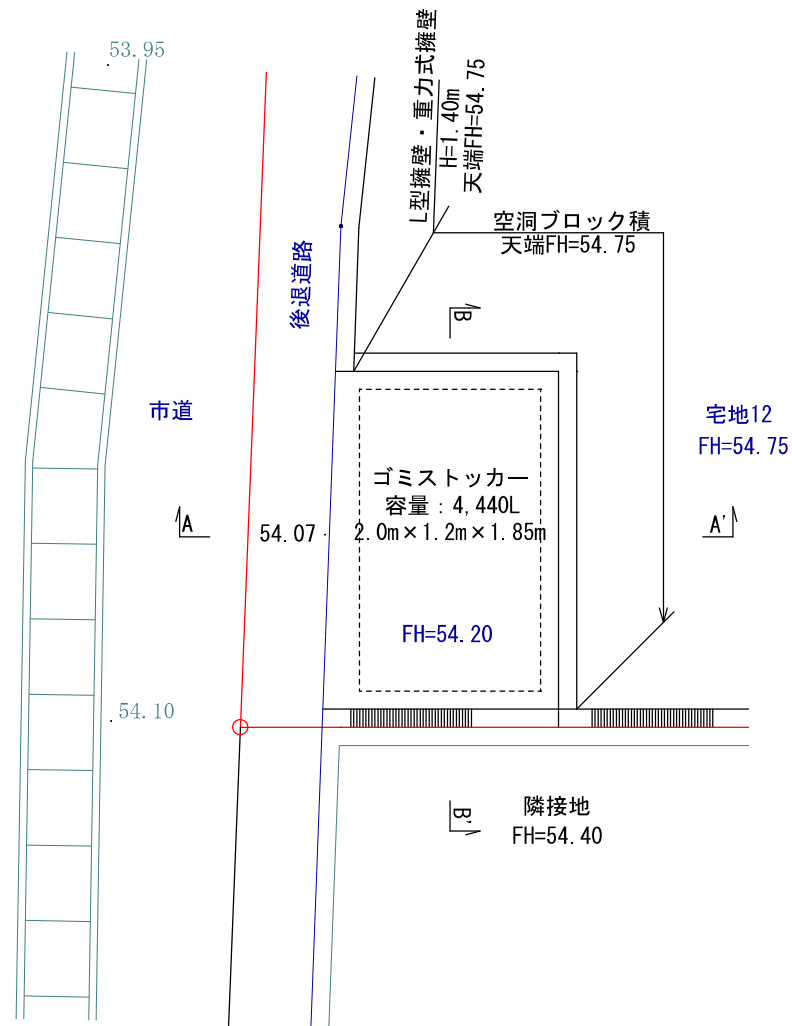 53.95
L型擁壁・重力式擁壁
H=1.40m
天端FH=54.75
空洞ブロック積
天端FH=54.75
後退道路
B
市道
宅地12
FH=54.75
ゴミストッカー
容量：4,440L
2.0m×1.2m×1.85m
A
54.07
A'
FH=54.20
54.10
B'
隣接地
FH=54.40